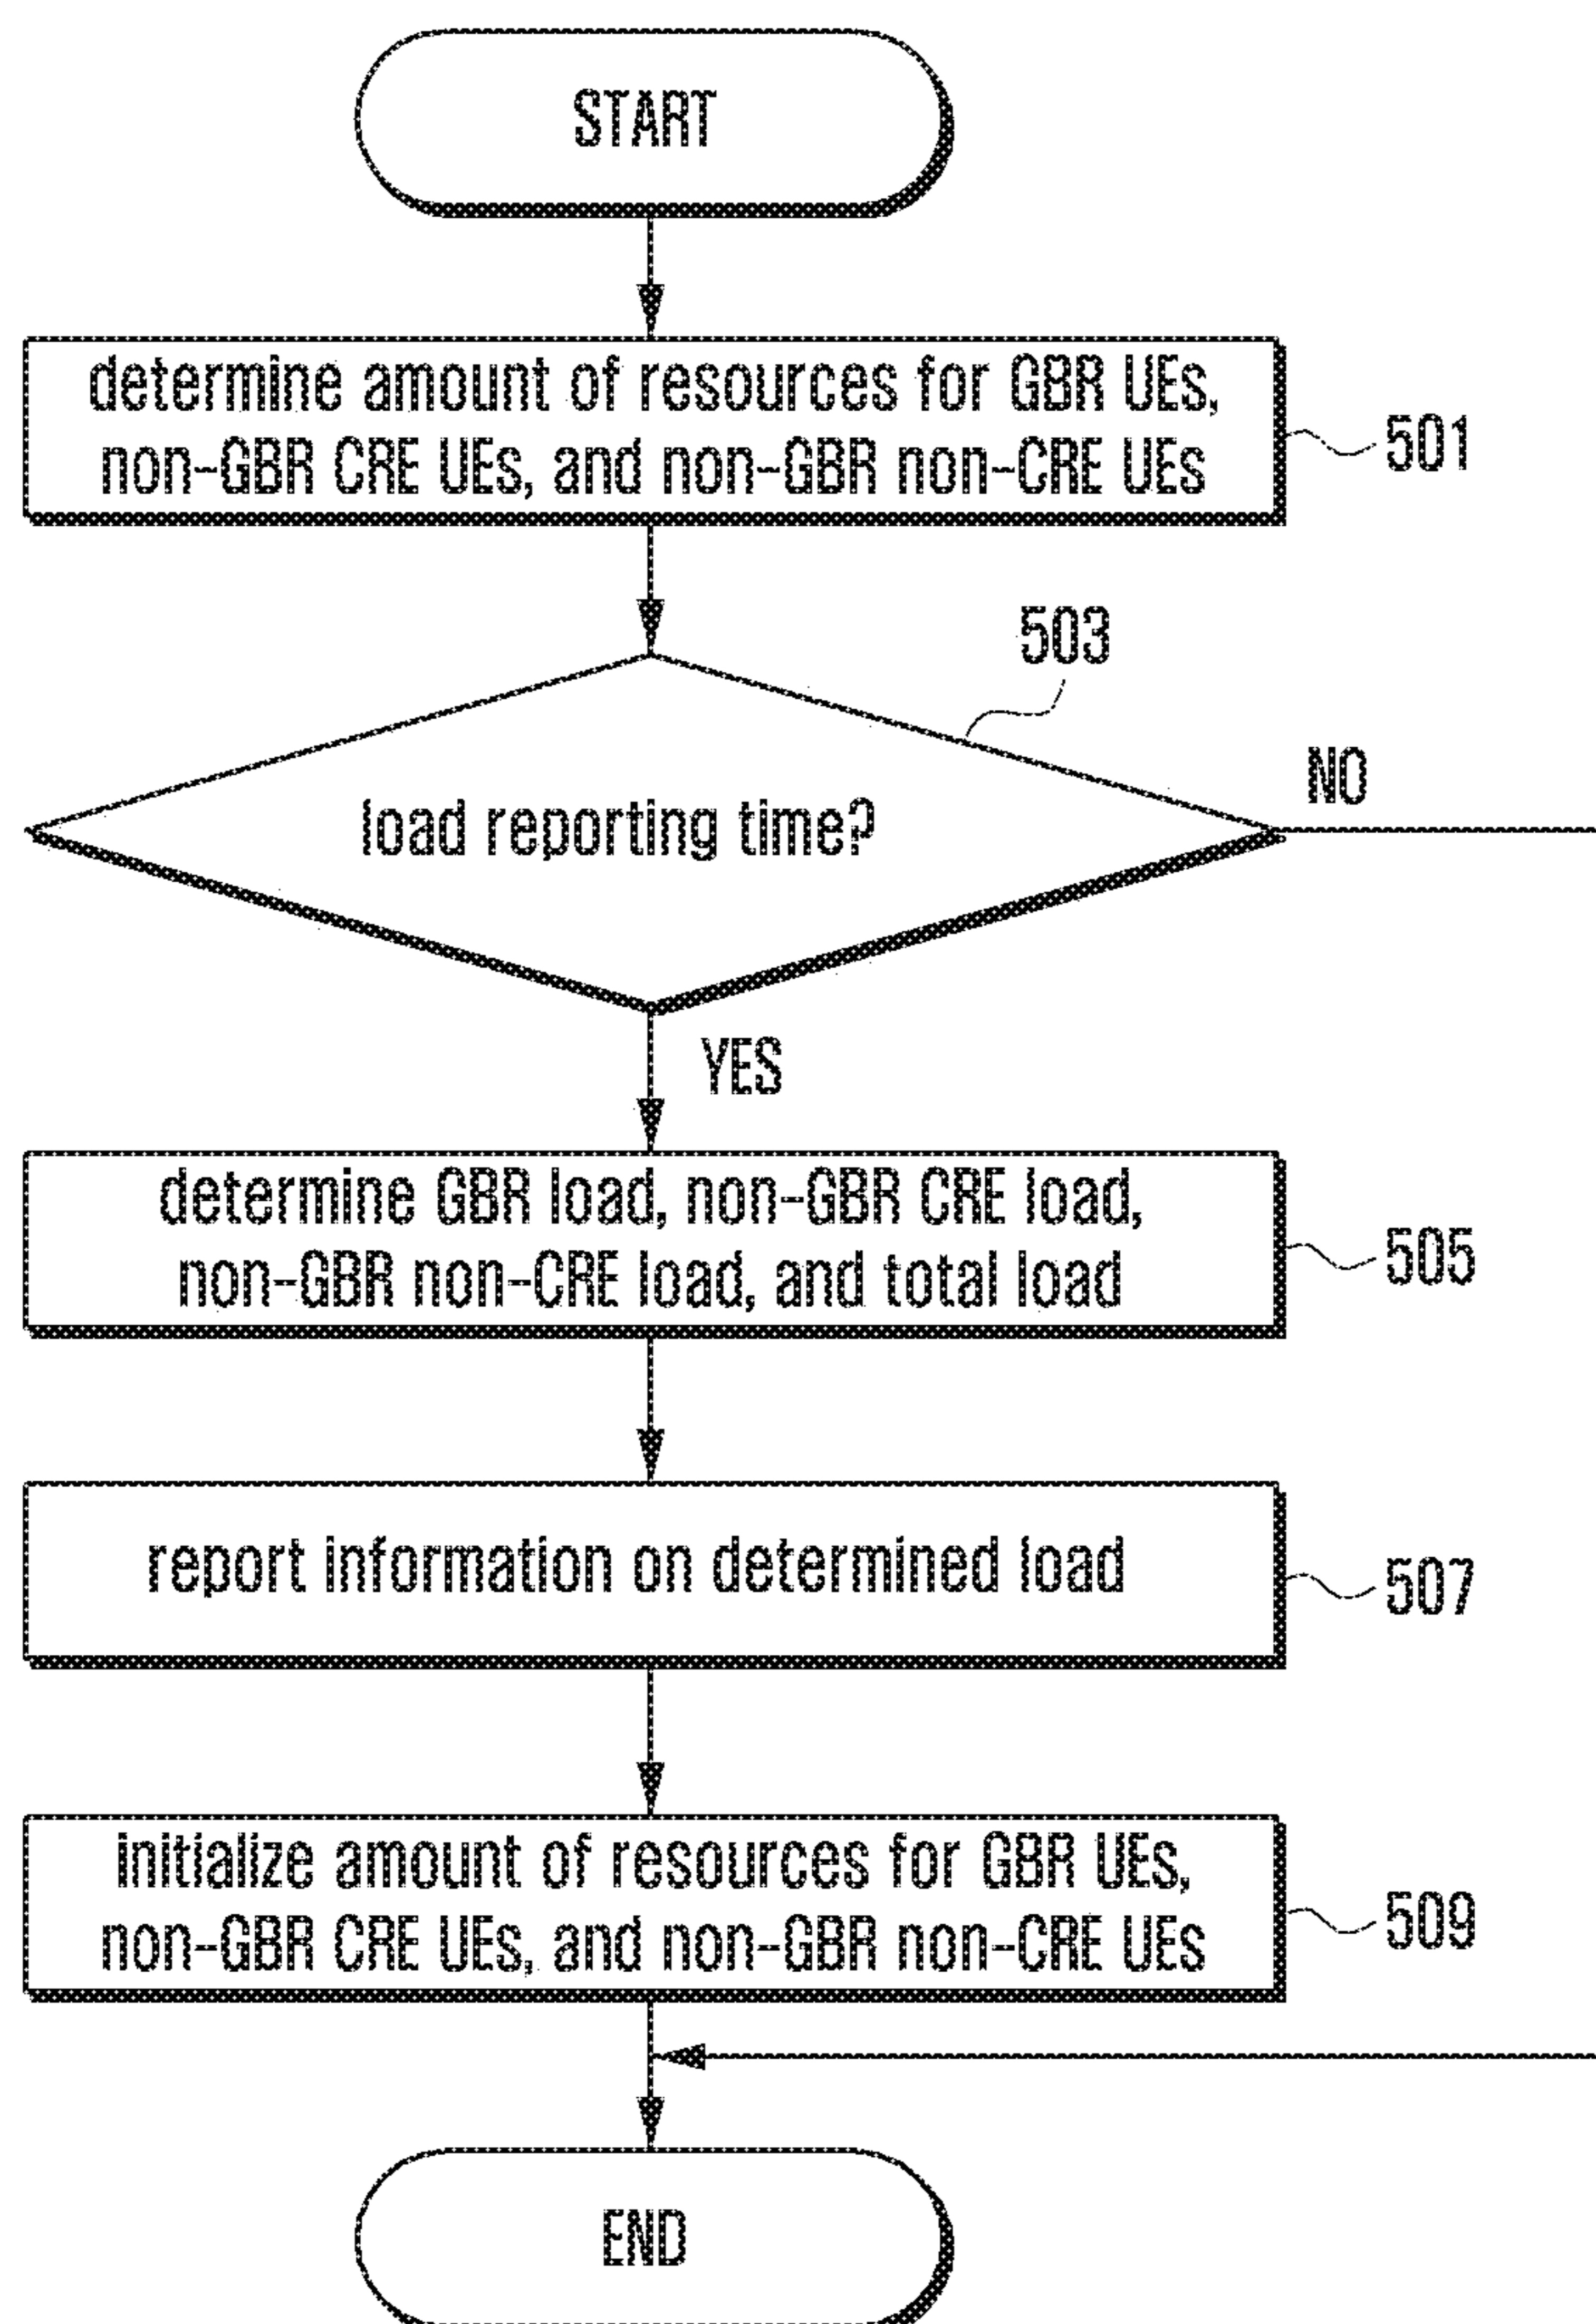 START
determine amount of resources for GBR UEs,
non-GBR CRE UEs, and non-GBR non-CRE UEs
501
503
load reporting time?
NO
YES
determine GBR load, non-GBR CRE load,
non-GBR non-CRE load, and total load
505
report information on determined load
507
initialize amount of resources for GBR UEs,
non-GBR CRE UEs, and non-GBR non-CRE UEs
509
END